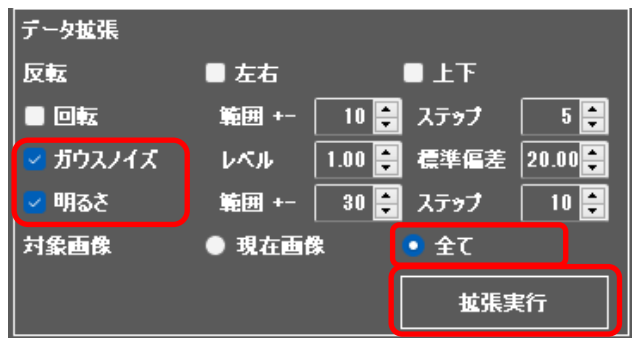 データ拡張
反転 左右 上下
回転 範囲 +- 10 ステップ 5
ガウスノイズ レベル 1.00 標準偏差 20.00
明るさ 範囲 +- 30 ステップ 10
対象画像 現在画像 全て
拡張実行